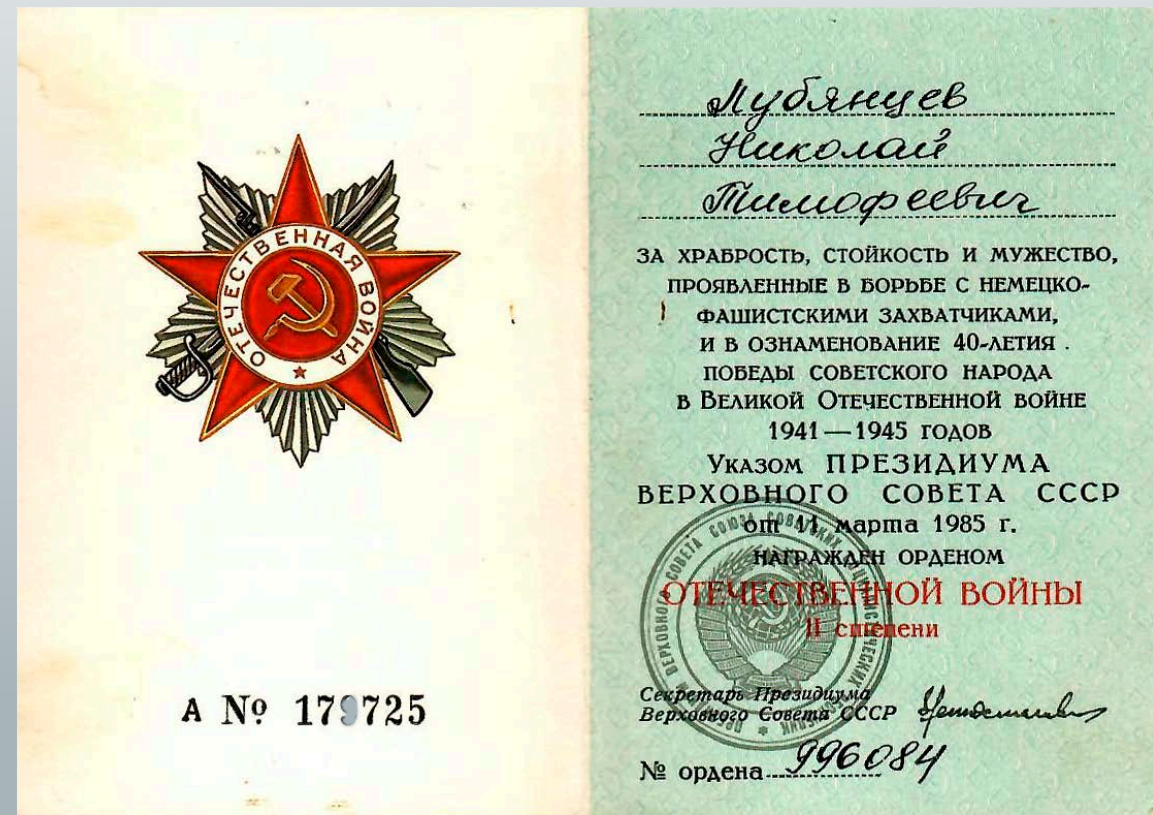 ОТЕЧЕСТВЕННАЯ ВОЙНА
А № 179725
Лубянцев
Николай
Тимофеевич
ЗА ХРАБРОСТЬ, СТОЙКОСТЬ И МУЖЕСТВО,
ПРОЯВЛЕННЫЕ В БОРЬБЕ С НЕМЕЦКО-
ФАШИСТСКИМИ ЗАХВАТЧИКАМИ,
И В ОЗНАМЕНОВАНИЕ 40-ЛЕТИЯ
ПОБЕДЫ СОВЕТСКОГО НАРОДА
В ВЕЛИКОЙ ОТЕЧЕСТВЕННОЙ ВОЙНЕ
1941—1945 ГОДОВ
УКАЗОМ ПРЕЗИДИУМА
ВЕРХОВНОГО СОВЕТА СССР
от 11 марта 1985 г.
НАГРАЖДЕН ОРДЕНОМ
ОТЕЧЕСТВЕННОЙ ВОЙНЫ
II степени
Секретарь Президиума
Верховного Совета СССР
№ ордена 996084